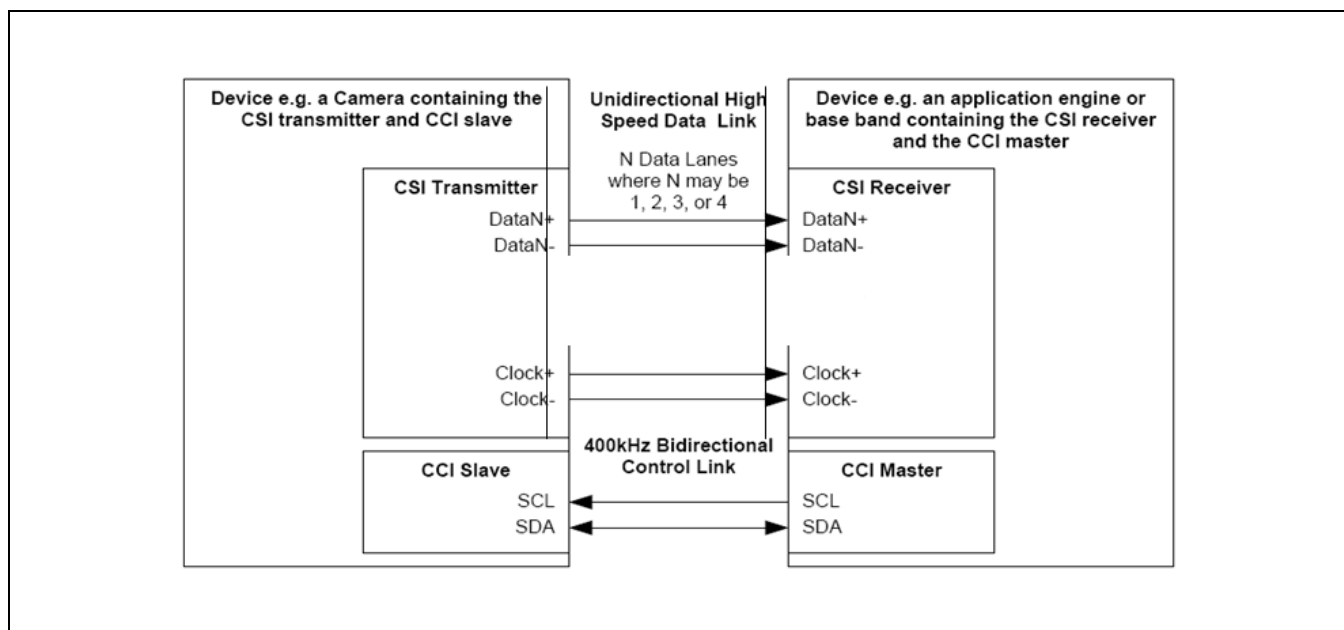 Device e.g. a Camera containing the
CSI transmitter and CCI slave
Unidirectional High
Speed Data Link
N Data Lanes
where N may be
1, 2, 3, or 4
Device e.g. an application engine or
base band containing the CSI receiver
and the CCI master
CSI Transmitter
DataN+
DataN-
CSI Receiver
DataN+
DataN-
Clock+
Clock-
Clock+
Clock-
400kHz Bidirectional
Control Link
CCI Slave
SCL
SDA
CCI Master
SCL
SDA